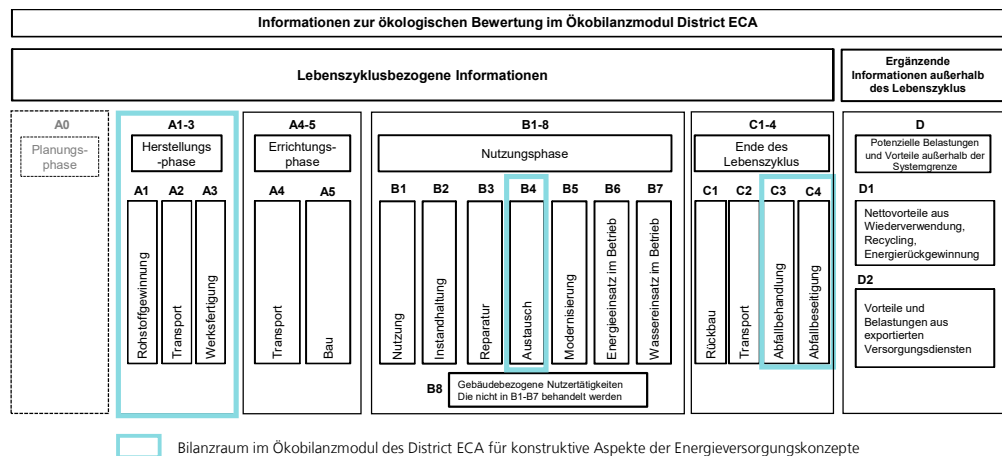 Informationen zur ökologischen Bewertung im Ökobilanzmodul District ECA
Lebenszyklusbezogene Informationen
Ergänzende
Informationen außerhalb
des Lebenszyklus
A0
Planungs-
phase
A1-3
Herstellungs
-phase
A1
A2
A3
Rohstoffgewinnung
Transport
Werksfertigung
A4-5
Errichtungs-
phase
A4
A5
Transport
Bau
B1-8
Nutzungsphase
B1
B2
B3
B4
B5
B6
B7
Nutzung
Instandhaltung
Reparatur
Austausch
Modernisierung
Energieeinsatz im Betrieb
Wassereinsatz im Betrieb
B8
Gebäudebezogene Nutzertätigkeiten
Die nicht in B1-B7 behandelt werden
C1-4
Ende des
Lebenszyklus
C1
C2
C3
C4
Rückbau
Transport
Abfallbehandlung
Abfallbeseitigung
D
Potenzielle Belastungen
und Vorteile außerhalb der
Systemgrenze
D1
Nettovorteile aus
Wiederverwendung,
Recycling,
Energierückgewinnung
D2
Vorteile und
Belastungen aus
exportierten
Versorgungsdiensten
Bilanzraum im Ökobilanzmodul des District ECA für konstruktive Aspekte der Energieversorgungskonzepte